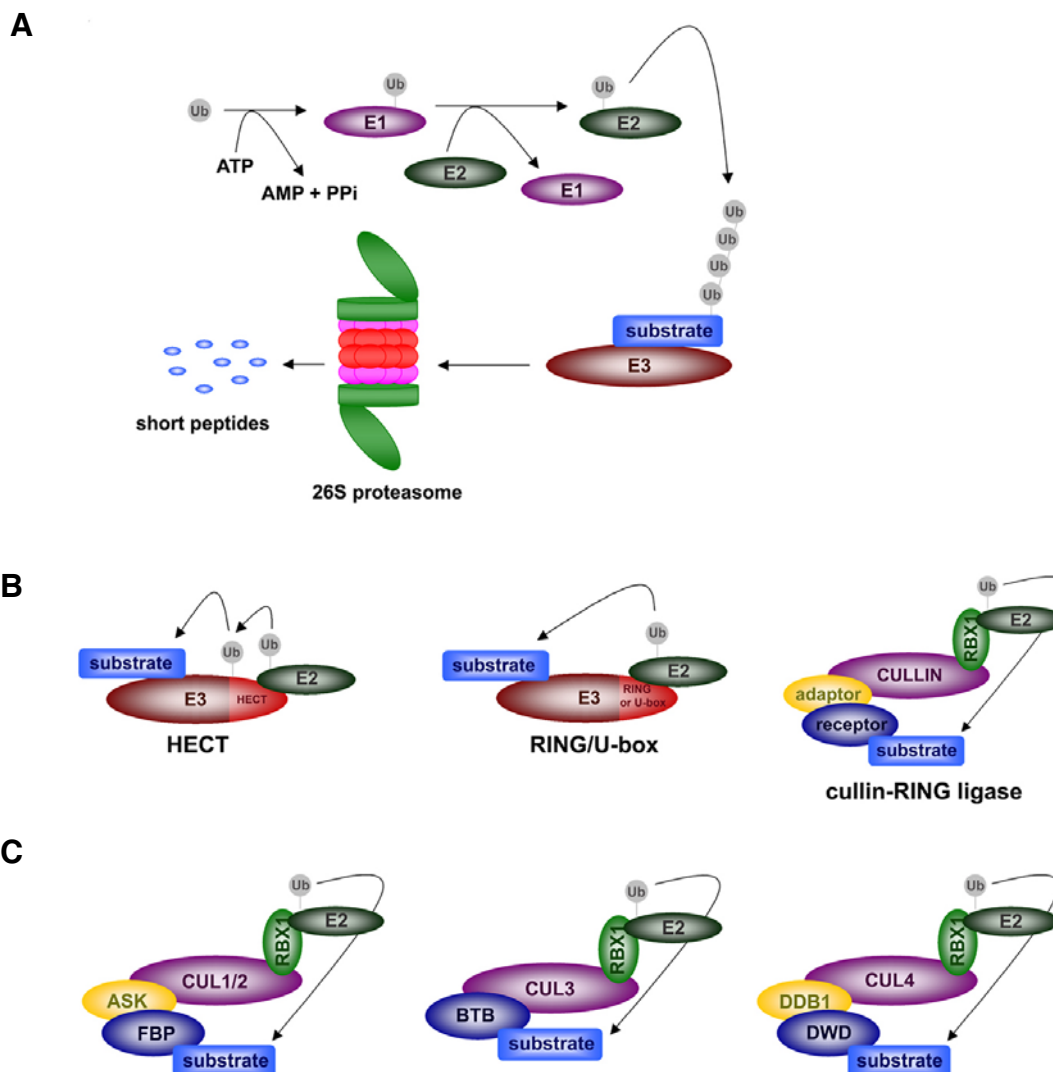 A
Ub
Ub
E1
Ub
E2
ATP
AMP + PPi
E2
E1
Ub
Ub
Ub
Ub
substrate
E3
short peptides
26S proteasome
B
substrate
Ub
Ub
E3
HECT
E2
HECT
substrate
Ub
E3
RING
or U-box
E2
RING/U-box
Ub
RBX1
E2
CULLIN
adaptor
receptor
substrate
cullin-RING ligase
C
Ub
RBX1
E2
CUL1/2
ASK
FBP
substrate
Ub
RBX1
E2
CUL3
BTB
substrate
Ub
RBX1
E2
CUL4
DDB1
DWD
substrate